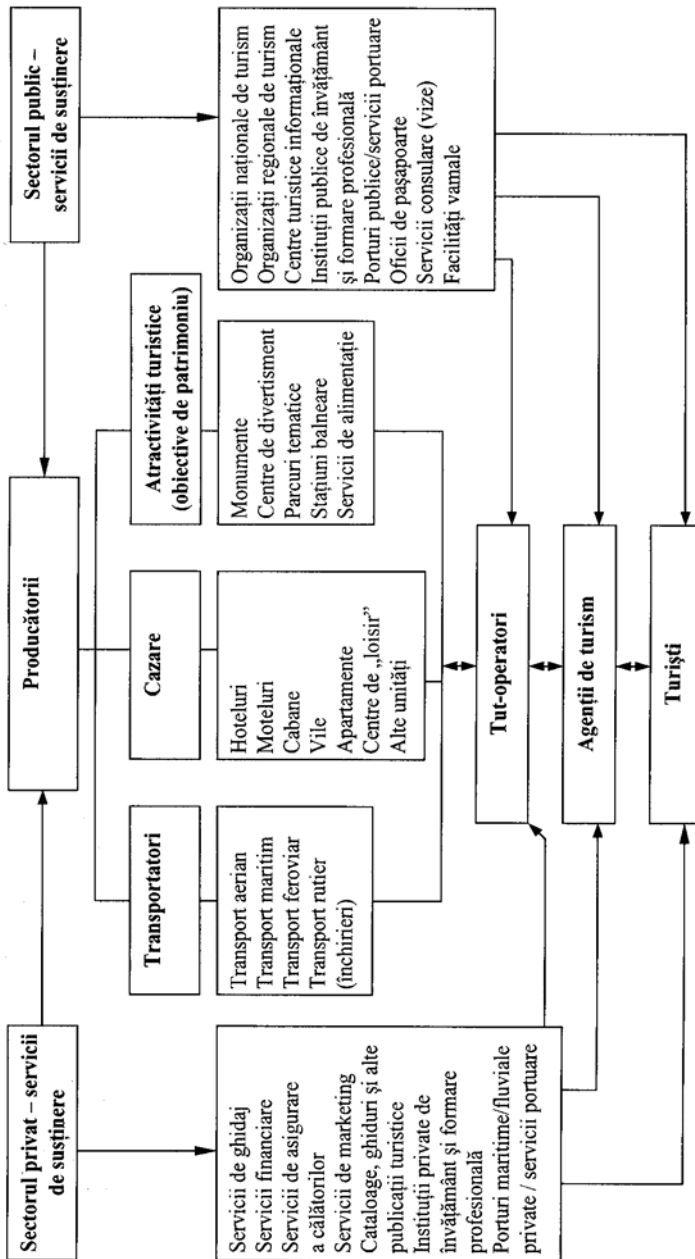 Sectorul privat – servicii
de susținere
Producătorii
Sectorul public –
servicii de susținere
Transportatori
Cazare
Atractivități turistice
(obiective de patrimoniu)
Servicii de ghidaj
Servicii financiare
Servicii de asigurare
a călătorilor
Servicii de marketing
Cataloage, ghiduri și alte
publicații turistice
Instituții private de
învățământ și formare
profesională
Porturi maritime/fluviale
private / servicii portuare
Transport aerian
Transport maritim
Transport feroviar
Transport rutier
(închirieri)
Hoteluri
Moteluri
Cabane
Vile
Apartamente
Centre de „loisir”
Alte unități
Monumente
Centre de divertisment
Parcuri tematice
Stațiuni balneare
Servicii de alimentație
Organizații naționale de turism
Organizații regionale de turism
Centre turistice informaționale
Instituții publice de învățământ
și formare profesională
Porturi publice/servicii portuare
Oficii de pașapoarte
Servicii consulare (vize)
Facilități vamale
Tut-operatori
Agenții de turism
Turiști